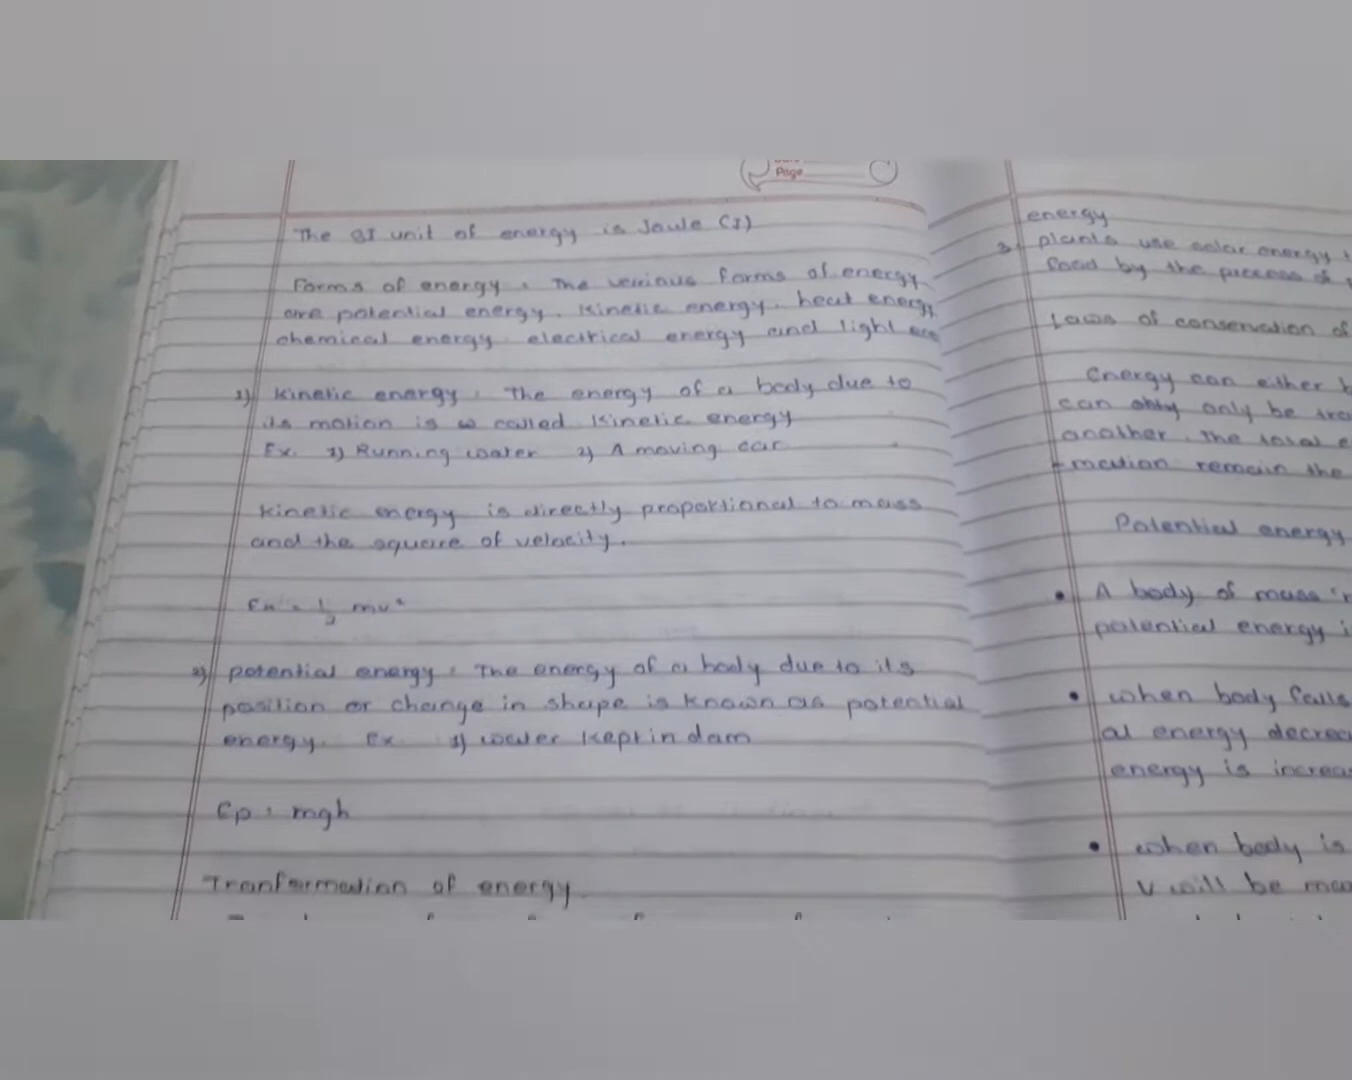 Page
The SI unit of energy is Joule (J)
Forms of energy : The verious forms of energy
are potential energy. Kinetic energy. heat energy
chemical energy. electrical energy and light
1) Kinetic energy : The energy of a body due to
its motion is called Kinetic energy
Ex. 1) Running water 2) A moving car
Kinetic energy is directly proportional to mass
and the square of velocity.
Ek = 1/2 mv²
2) potential energy : The energy of a body due to its
position or change in shape is known as potential
energy. Ex. 1) water kept in dam
Ep = mgh
Tranformation of energy
energy
3 plants use solar energy
food by the process of
Laws of conservation of
Energy can either
can only be
another. The total
mation remain the
Potential energy
• A body of mass
potential energy
• when body falls
al energy
energy is
• when body is
V will be